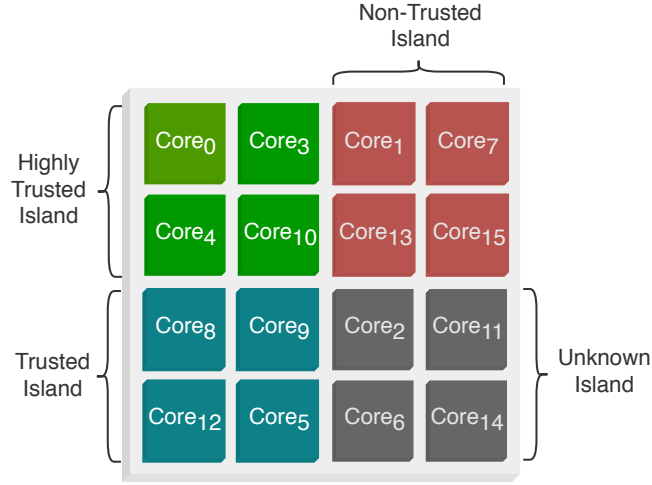 Non-Trusted
Island
Highly
Trusted
Island
Core0 Core3 Core1 Core7
Core4 Core10 Core13 Core15
Trusted
Island
Core8 Core9 Core2 Core11
Core12 Core5 Core6 Core14
Unknown
Island